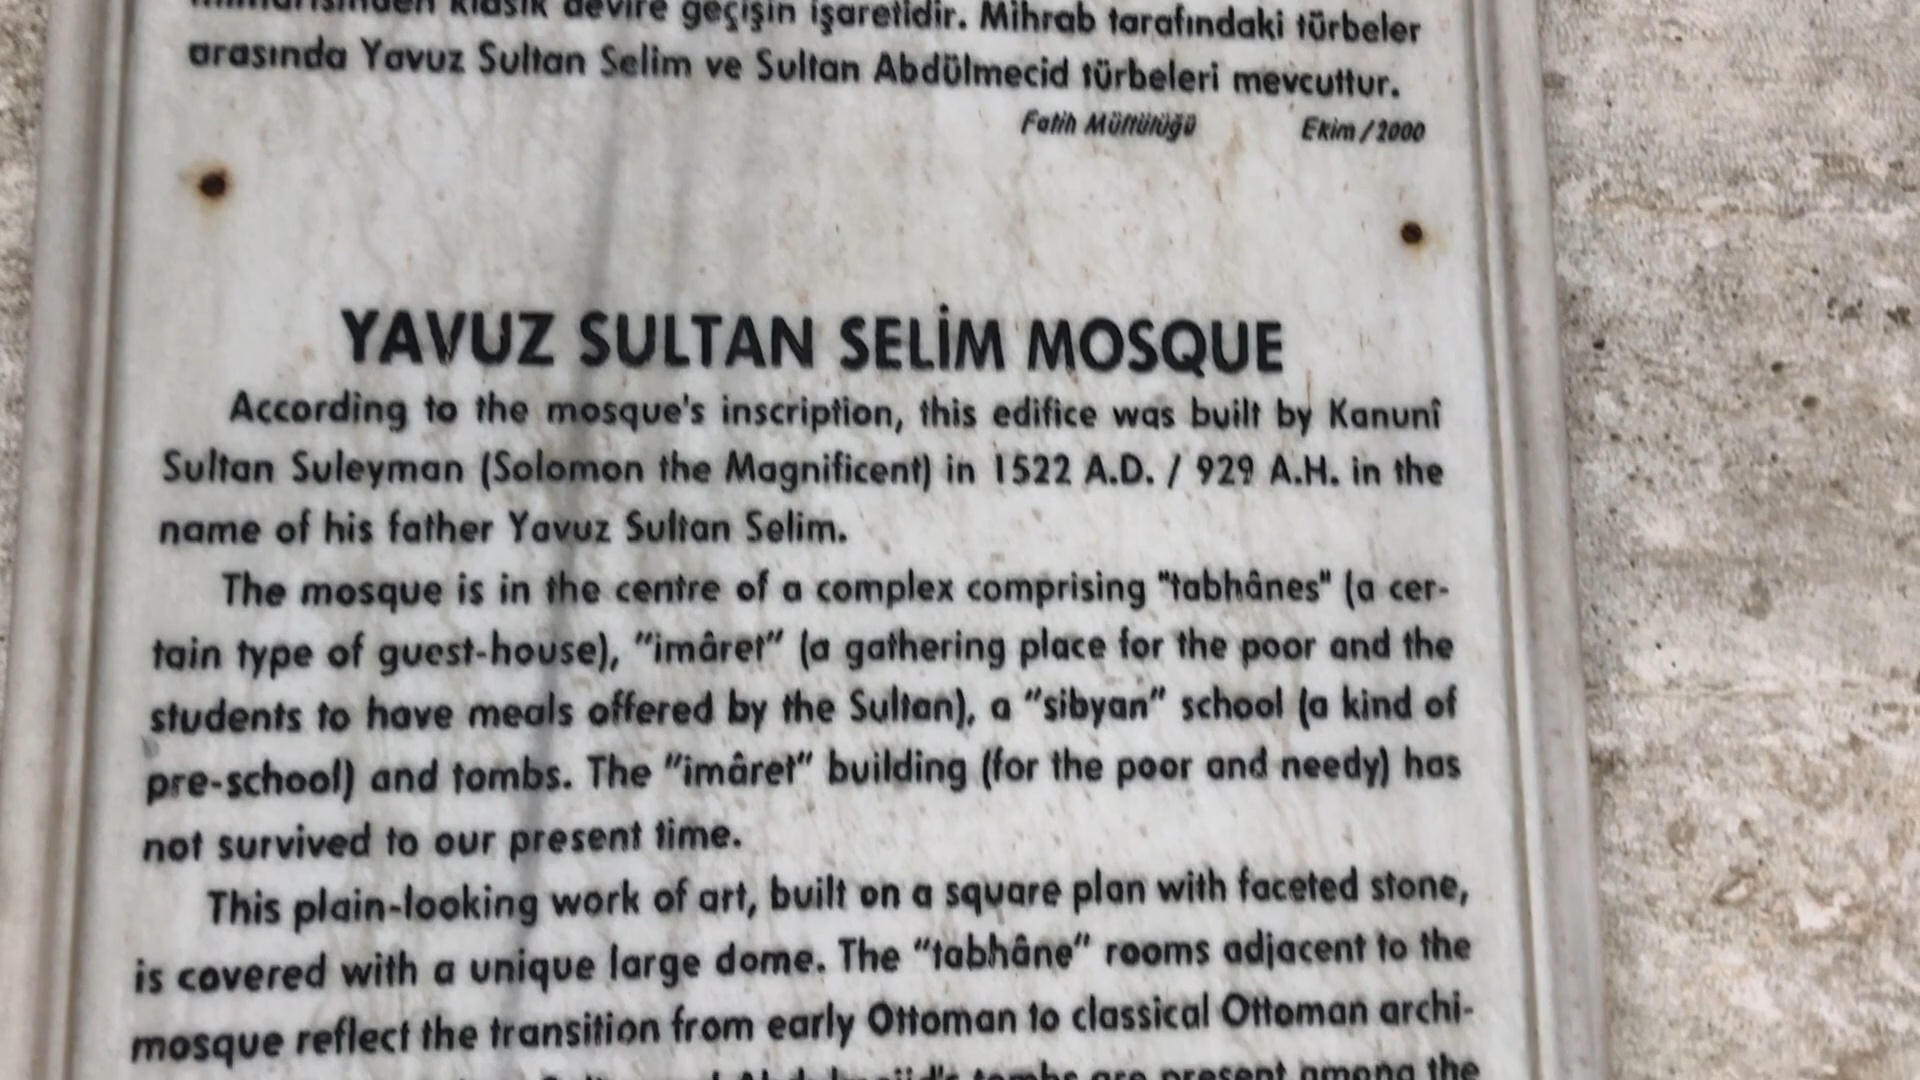 mimarisinden klasik devire geçişin işaretidir. Mihrab tarafındaki türbeler
arasında Yavuz Sultan Selim ve Sultan Abdülmecid türbeleri mevcuttur.
Fatih Müftülüğü Ekim/2000
YAVUZ SULTAN SELİM MOSQUE
According to the mosque's inscription, this edifice was built by Kanunî
Sultan Suleyman (Solomon the Magnificent) in 1522 A.D. / 929 A.H. in the
name of his father Yavuz Sultan Selim.
The mosque is in the centre of a complex comprising "tabhânes" (a cer-
tain type of guest-house), "imâret" (a gathering place for the poor and the
students to have meals offered by the Sultan), a "sibyan" school (a kind of
pre-school) and tombs. The "imâret" building (for the poor and needy) has
not survived to our present time.
This plain-looking work of art, built on a square plan with faceted stone,
is covered with a unique large dome. The "tabhâne" rooms adjacent to the
mosque reflect the transition from early Ottoman to classical Ottoman archi-
tombs are present among the